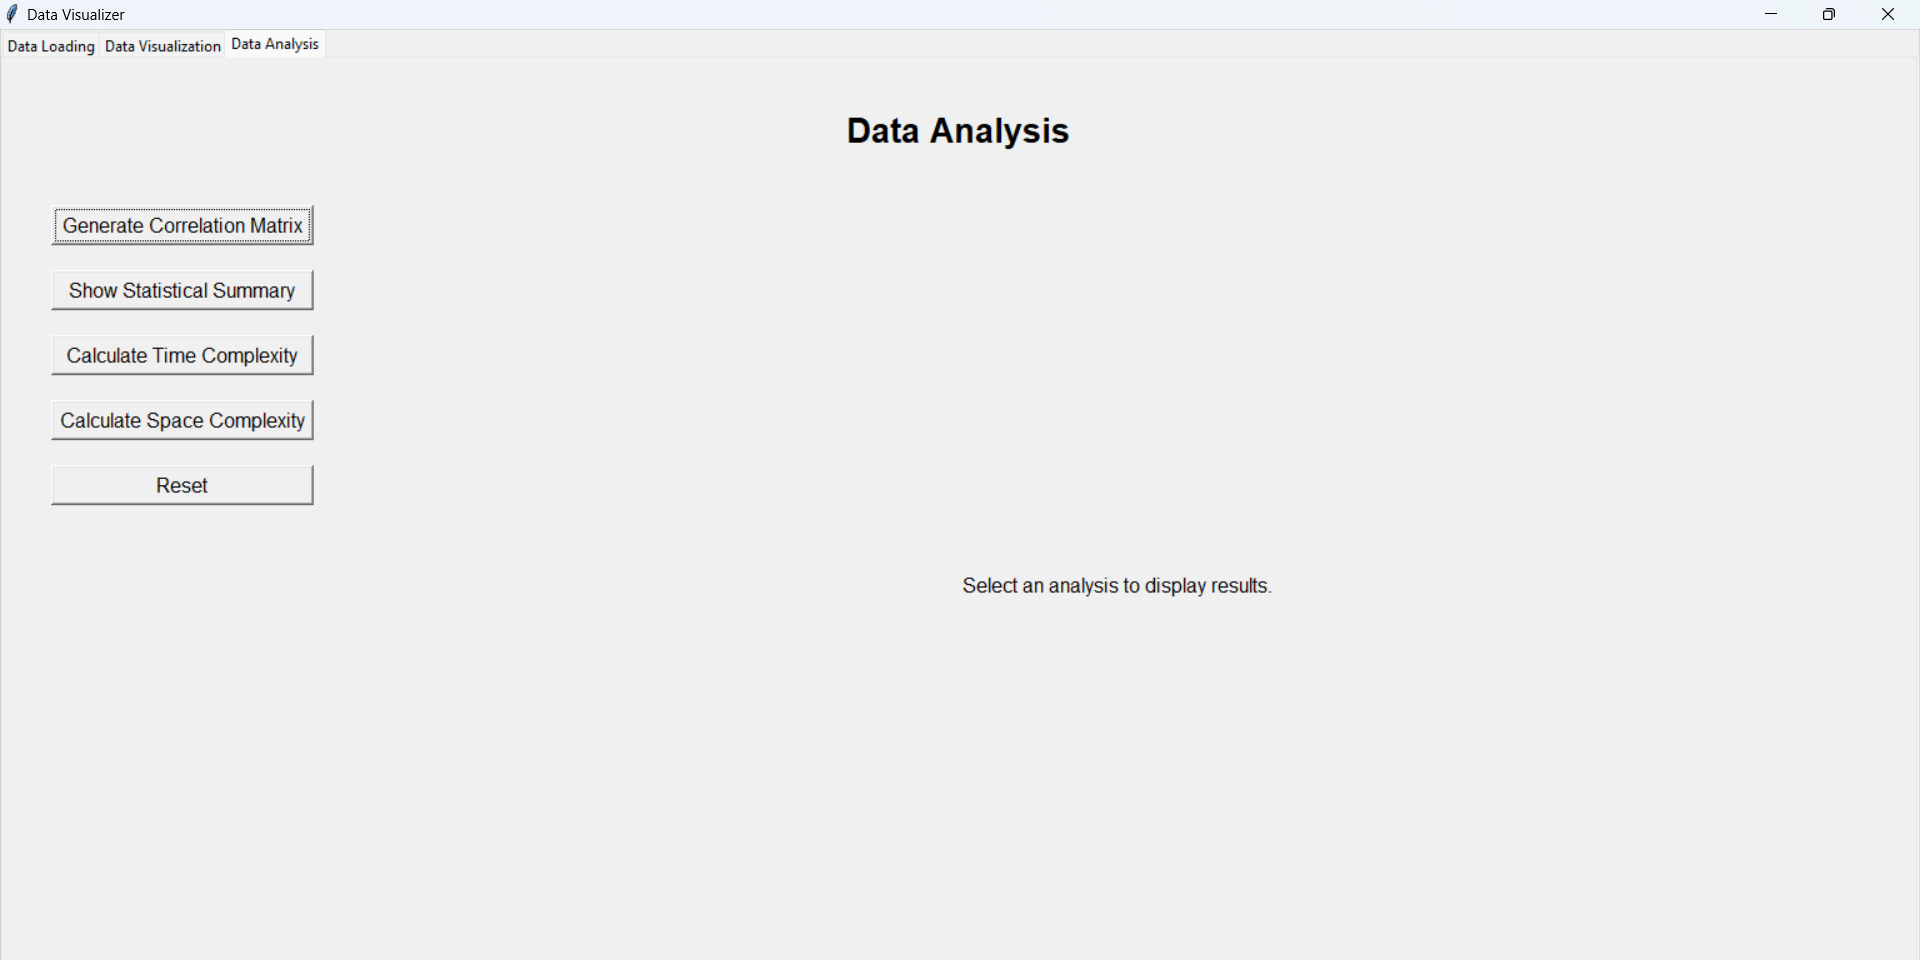 Data Visualizer
Data Loading Data Visualization Data Analysis
Data Analysis
Generate Correlation Matrix
Show Statistical Summary
Calculate Time Complexity
Calculate Space Complexity
Reset
Select an analysis to display results.